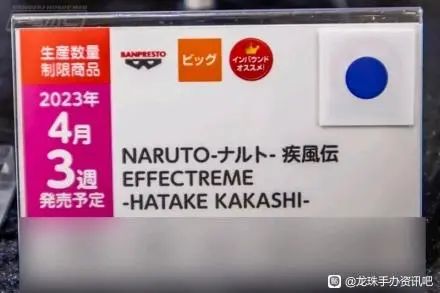 生産数量
制限商品
2023年
4月
3週
発売予定
BANPRESTO
ビッグ
インバウンド
オススメ!
NARUTO-ナルト- 疾風伝
EFFECTREME
-HATAKE KAKASHI-
@龙珠手办资讯吧